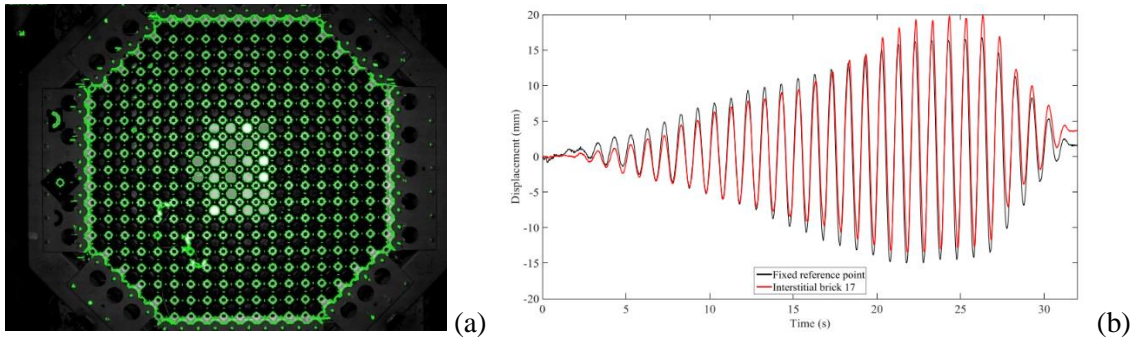 20
15
10
5
0
-5
-10
-15
-20
Displacement (mm)
Fixed reference point
Interstitial brick 17
0 5 10 15 20 25 30
Time (s)
(a)
(b)